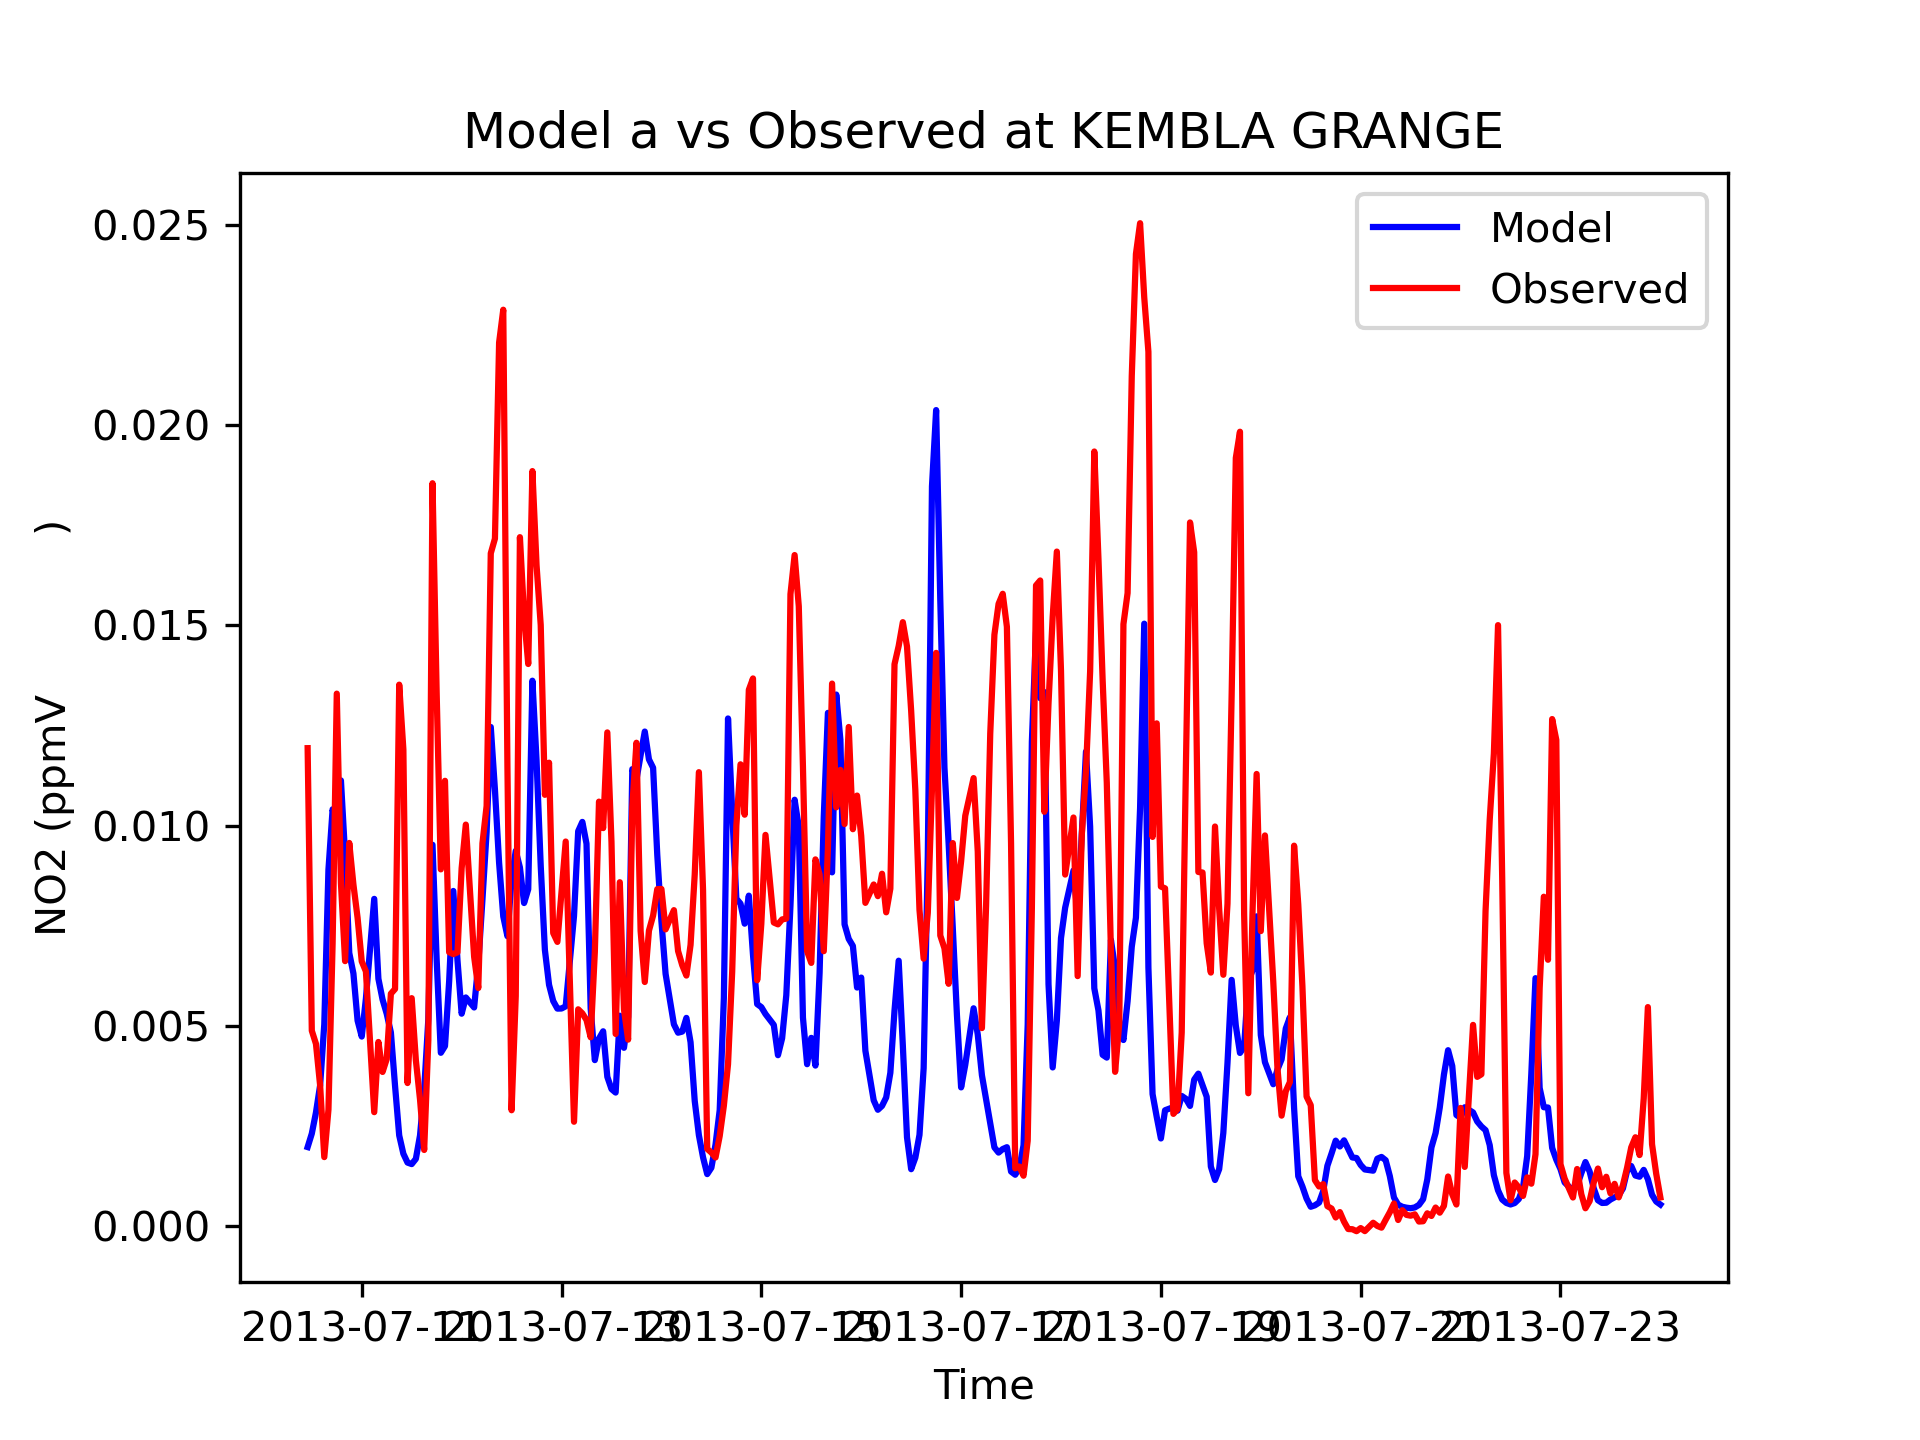 Model a vs Observed at KEMBLA GRANGE
Model
Observed
0.025
0.020
0.015
0.010
0.005
0.000
NO2 (ppmV )
2013-07-11 2013-07-13 2013-07-15 2013-07-17 2013-07-19 2013-07-21 2013-07-23
Time